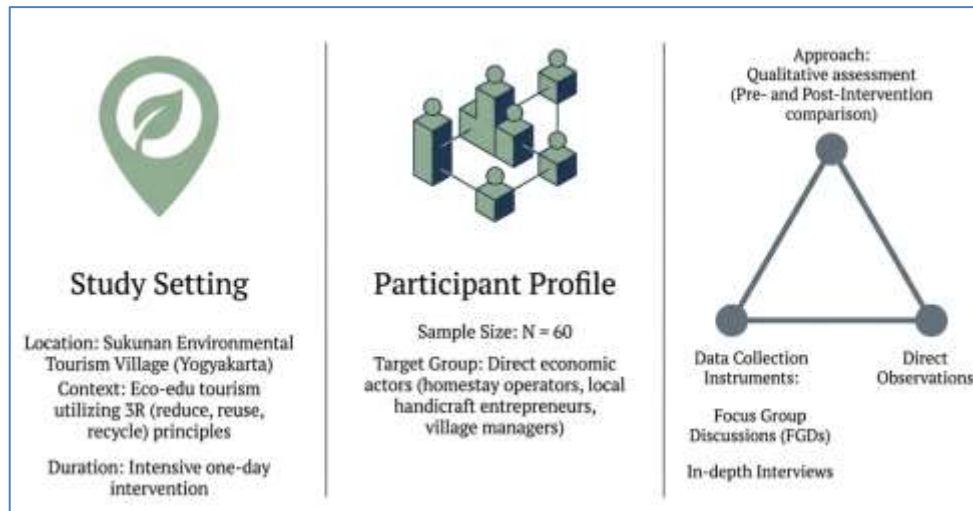 Study Setting
Location: Sukunan Environmental
Tourism Village (Yogyakarta)
Context: Eco-edu tourism
utilizing 3R (reduce, reuse,
recycle) principles
Duration: Intensive one-day
intervention
Participant Profile
Sample Size: N = 60
Target Group: Direct economic
actors (homestay operators, local
handicraft entrepreneurs,
village managers)
Approach:
Qualitative assessment
(Pre- and Post-Intervention
comparison)
Data Collection
Instruments:
Focus Group
Discussions (FGDs)
In-depth Interviews
Direct
Observations